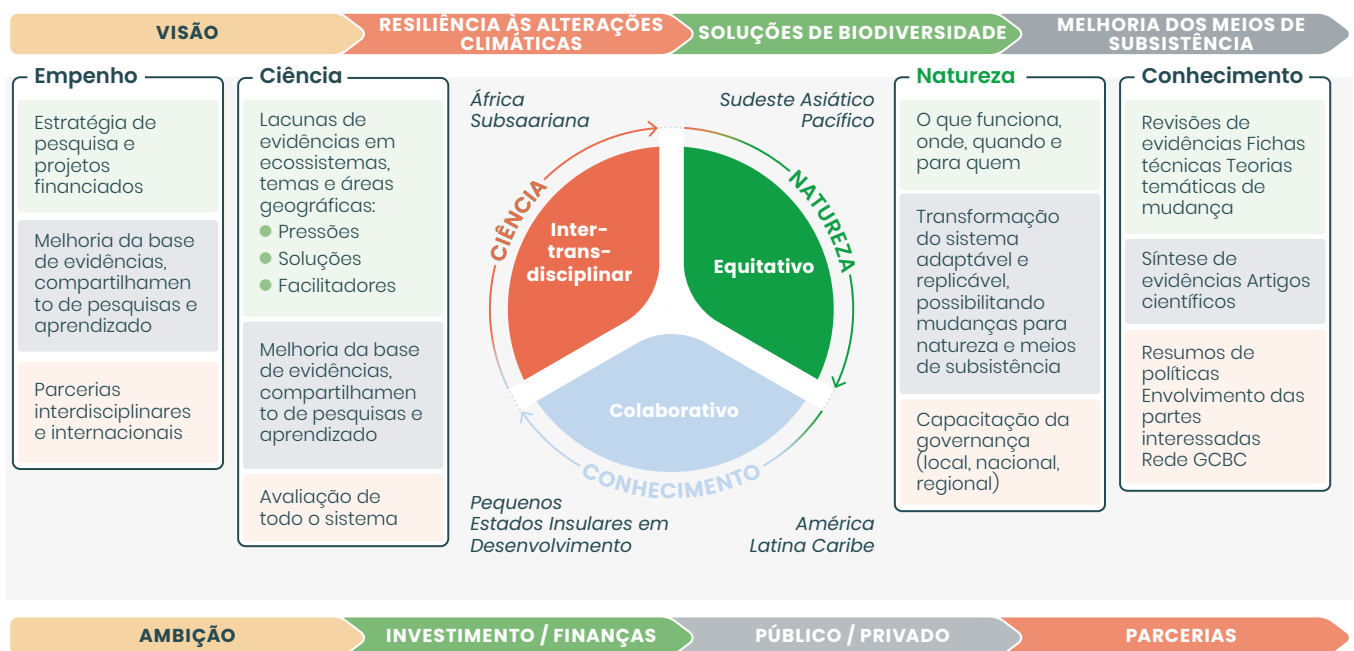 VISÃO
RESILIÊNCIA ÀS ALTERAÇÕES
CLIMÁTICAS
SOLUÇÕES DE BIODIVERSIDADE
MELHORIA DOS MEIOS DE
SUBSISTÊNCIA
Empenho
Estratégia de
pesquisa e
projetos
financiados
Melhoria da base
de evidências,
compartilhamen
to de pesquisas e
aprendizado
Parcerias
interdisciplinares
e internacionais
Ciência
Lacunas de
evidências em
ecossistemas,
temas e áreas
geográficas:
Pressões
Soluções
Facilitadores
Melhoria da base
de evidências,
compartilhamen
to de pesquisas e
aprendizado
Avaliação de
todo o sistema
África
Subsaariana
Sudeste Asiático
Pacífico
CIÊNCIA
NATUREZA
CONHECIMENTO
Inter-
trans-
disciplinar
Equitativo
Colaborativo
Pequenos
Estados Insulares em
Desenvolvimento
América
Latina Caribe
Natureza
O que funciona,
onde, quando e
para quem
Transformação
do sistema
adaptável e
replicável,
possibilitando
mudanças para
natureza e meios
de subsistência
Capacitação da
governança
(local, nacional,
regional)
Conhecimento
Revisões de
evidências Fichas
técnicas Teorias
temáticas de
mudança
Síntese de
evidências Artigos
científicos
Resumos de
políticas
Envolvimento das
partes
interessadas
Rede GCBC
AMBIÇÃO
INVESTIMENTO / FINANÇAS
PÚBLICO / PRIVADO
PARCERIAS